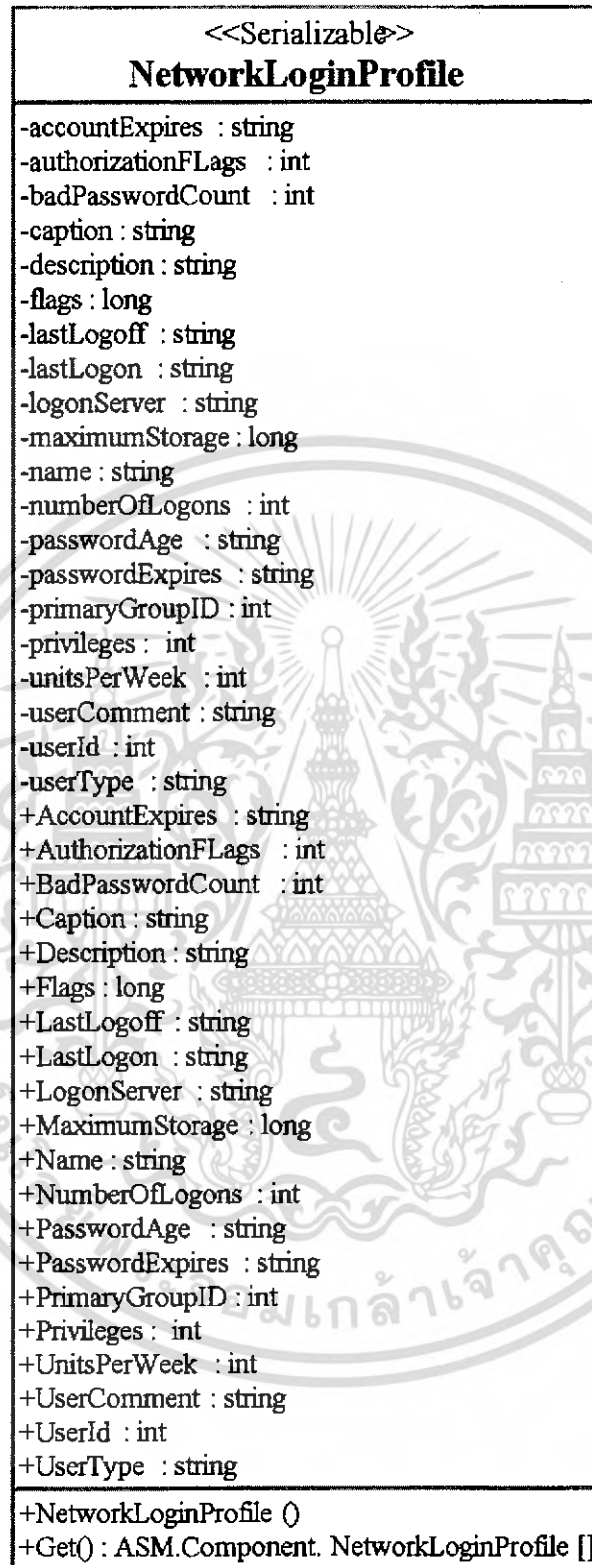 <<Serializable>>
NetworkLoginProfile
-accountExpires : string
-authorizationFLags : int
-badPasswordCount : int
-caption : string
-description : string
-flags : long
-lastLogoff : string
-lastLogon : string
-logonServer : string
-maximumStorage : long
-name : string
-numberOfLogons : int
-passwordAge : string
-passwordExpires : string
-primaryGroupID : int
-privileges : int
-unitsPerWeek : int
-userComment : string
-userId : int
-userType : string
+AccountExpires : string
+AuthorizationFLags : int
+BadPasswordCount : int
+Caption : string
+Description : string
+Flags : long
+LastLogoff : string
+LastLogon : string
+LogonServer : string
+MaximumStorage : long
+Name : string
+NumberOfLogons : int
+PasswordAge : string
+PasswordExpires : string
+PrimaryGroupID : int
+Privileges : int
+UnitsPerWeek : int
+UserComment : string
+UserId : int
+UserType : string
+NetworkLoginProfile ()
+Get() : ASM.Component. NetworkLoginProfile []